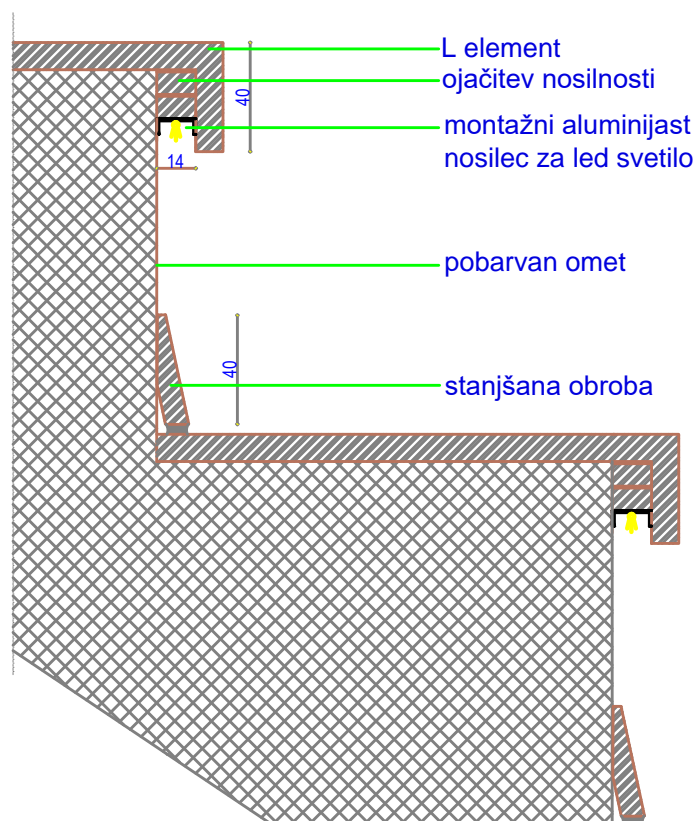 L element
ojačitev nosilnosti
40
montažni aluminijast
nosilec za led svetilo
14
pobarvan omet
40
stanjšana obroba